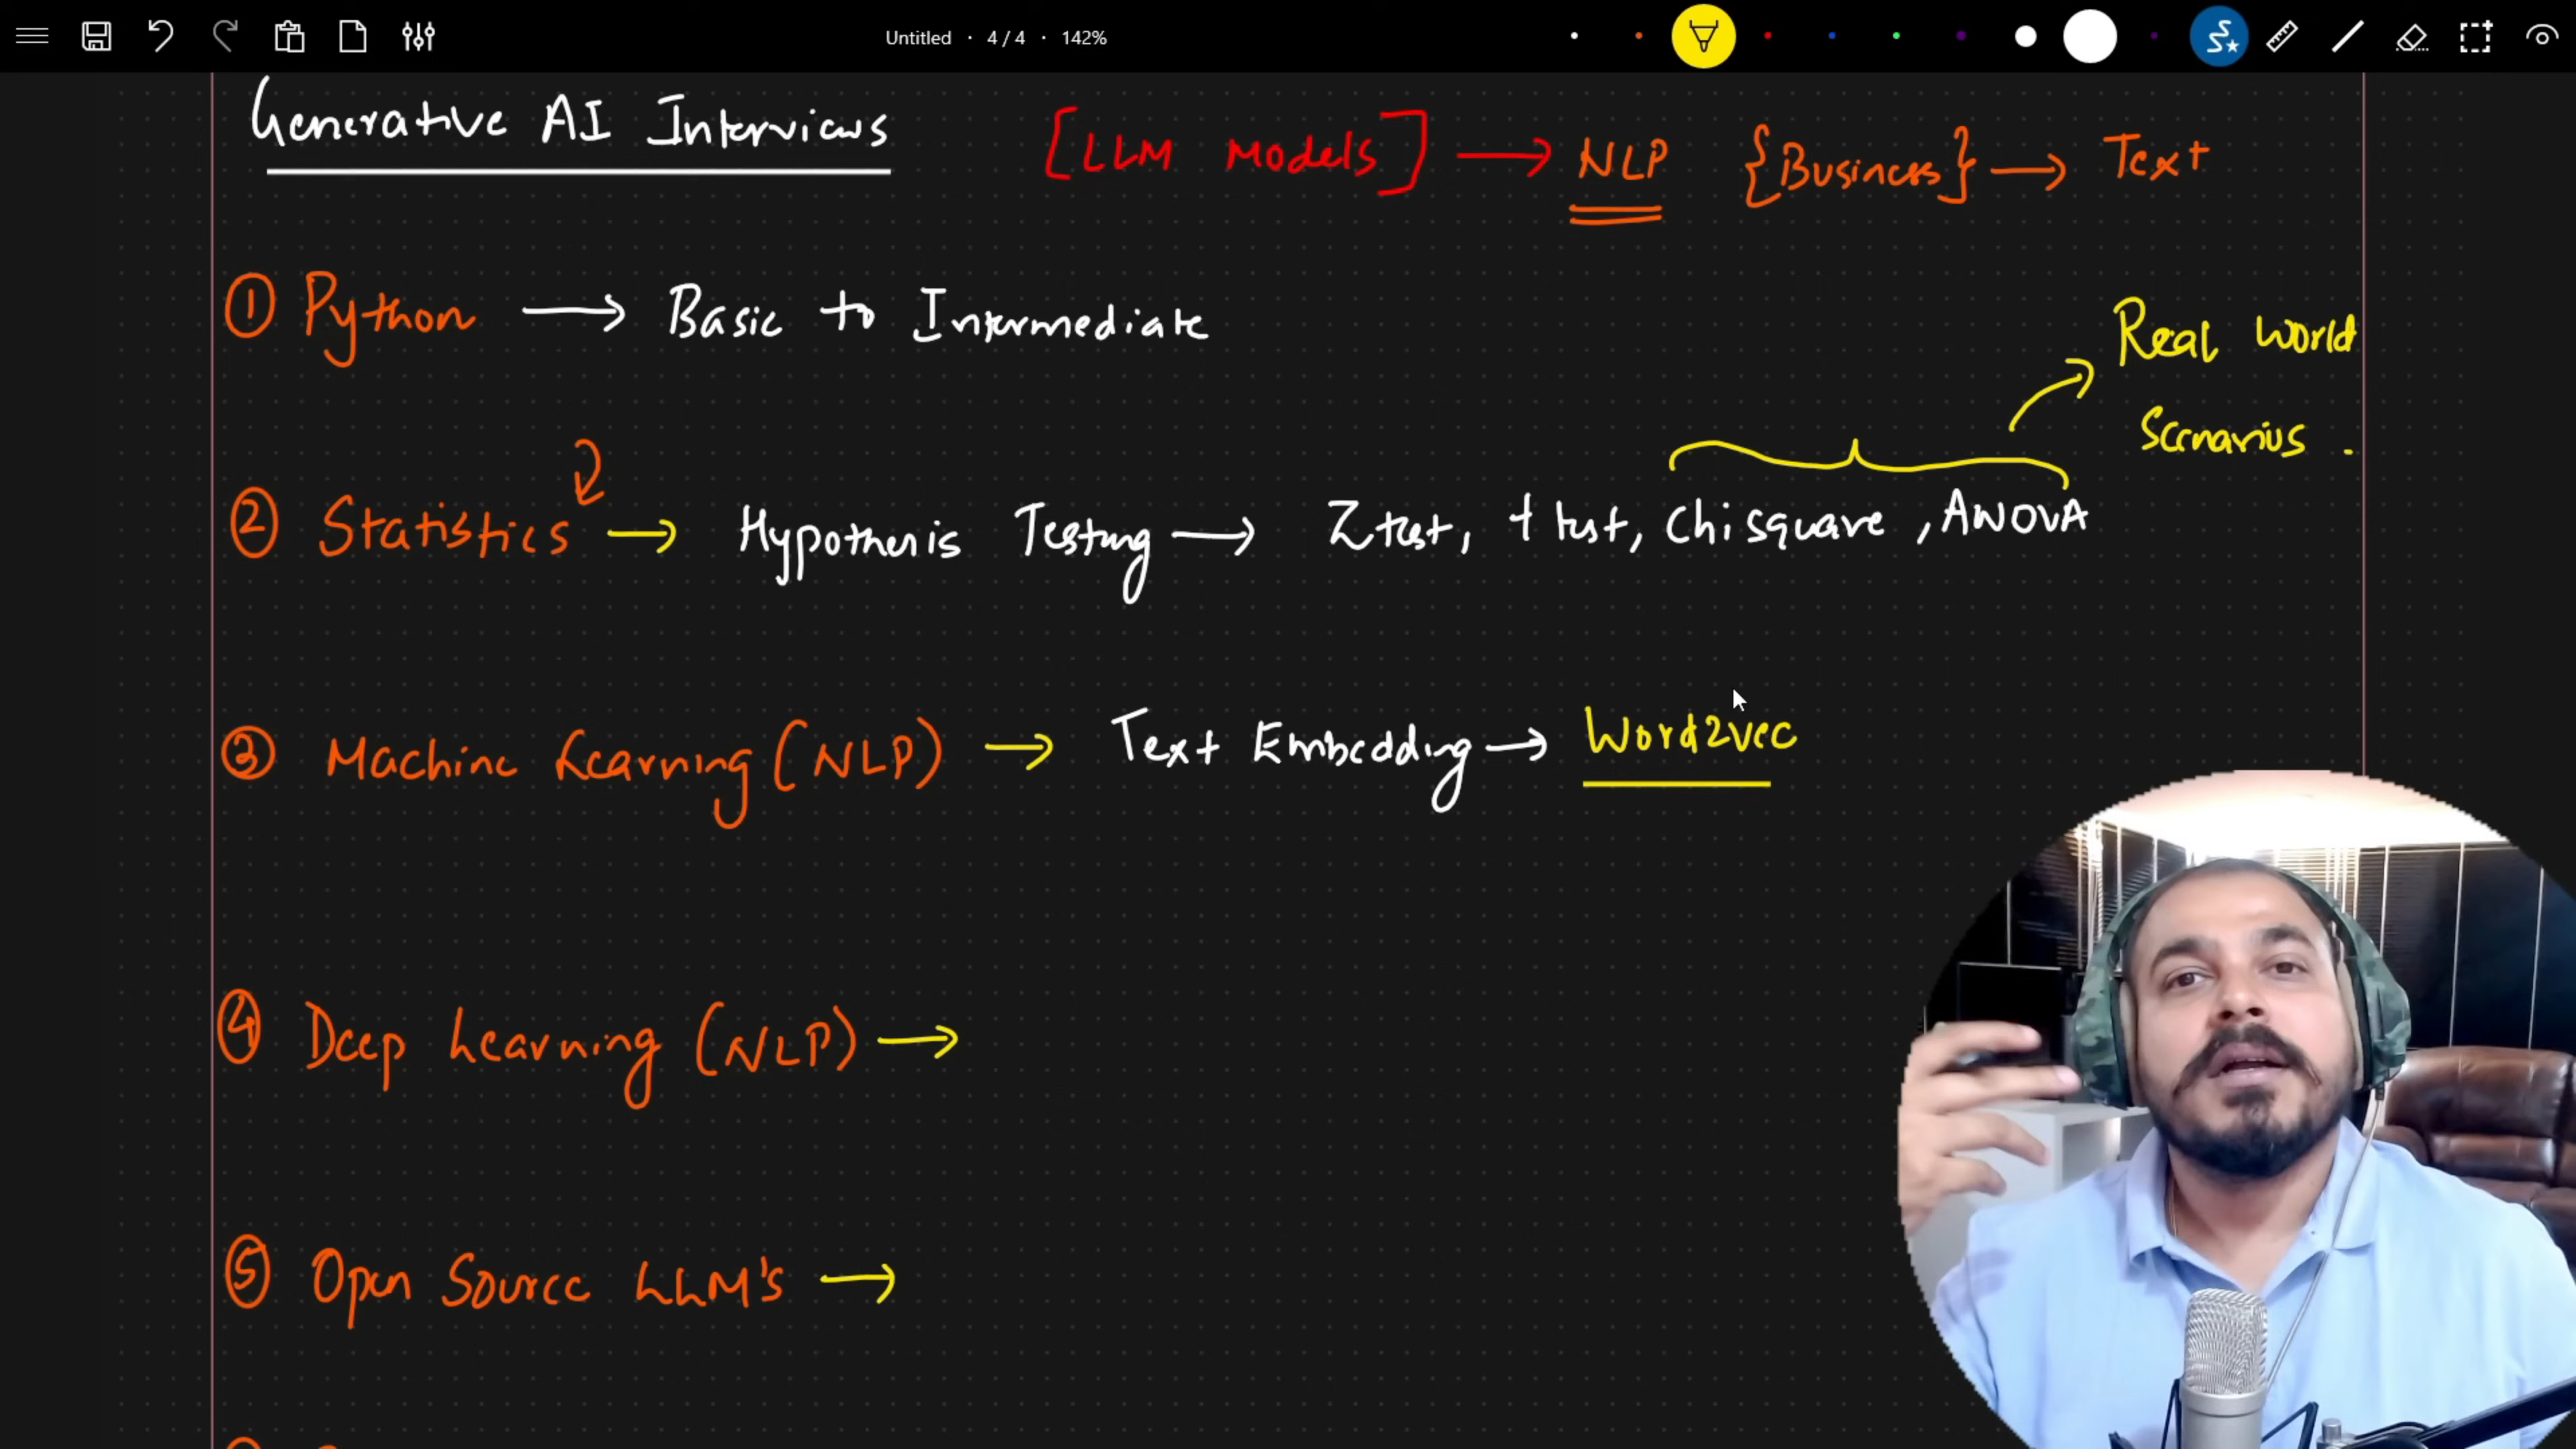 Untitled · 4 / 4 · 142%
Generative AI Interviews
[LLM Models] → NLP {Business} → Text
① Python → Basic to Intermediate
Real World
Scenarios .
② Statistics → Hypothesis Testing → Z test, t test, Chi square , ANOVA
③ Machine Learning (NLP) → Text Embedding → Word2vec
④ Deep Learning (NLP) →
⑤ Open Source LLM's →